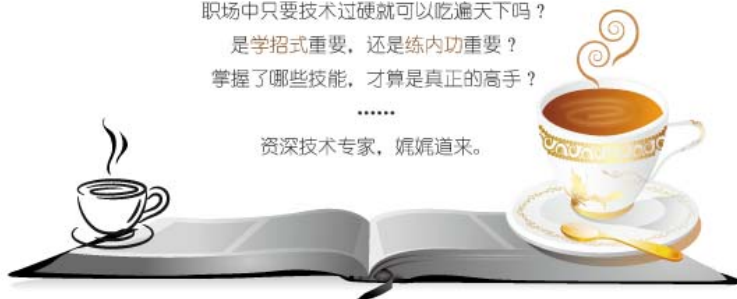 职场中只要技术过硬就可以吃遍天下吗？
是学招式重要，还是练内功重要？
掌握了哪些技能，才算是真正的高手？
······
资深技术专家，娓娓道来。